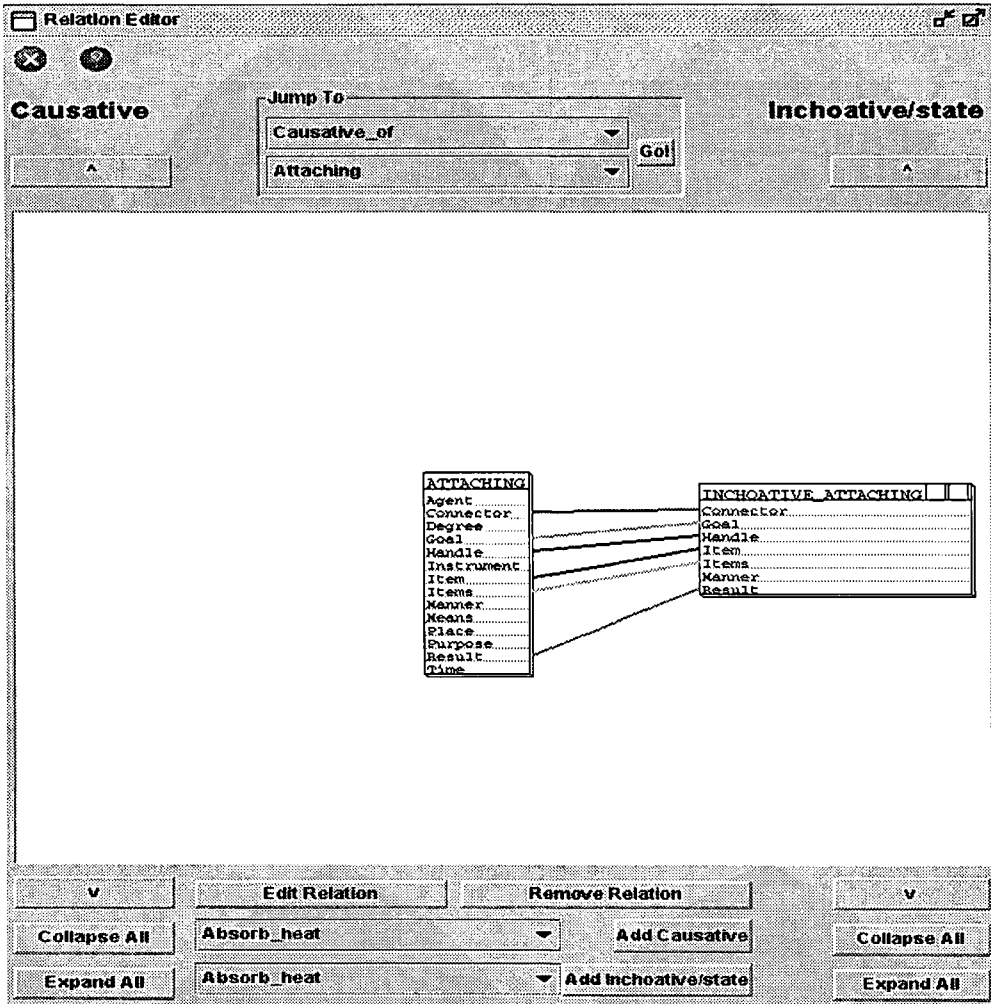 Relation Editor
Jump To
Causative
Causative_of
Inchoative/state
Go!
^
Attaching
^
ATTACHING
Agent
Connector
Degree
Goal
Handle
Instrument
Item
Items
Manner
Means
Place
Purpose
Result
Time
INCHOATIVE_ATTACHING
Connector
Goal
Handle
Item
Items
Manner
Result
v
Edit Relation
Remove Relation
v
Collapse All
Absorb_heat
Add Causative
Collapse All
Expand All
Absorb_heat
Add Inchoative/state
Expand All